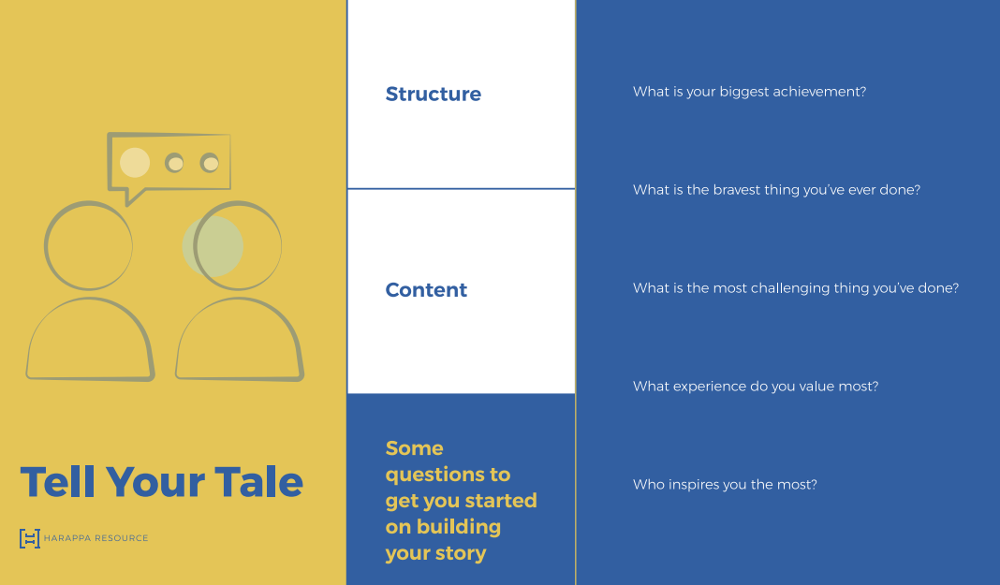 Tell Your Tale
HARAPPA RESOURCE
Structure
Content
Some
questions to
get you started
on building
your story
What is your biggest achievement?
What is the bravest thing you’ve ever done?
What is the most challenging thing you’ve done?
What experience do you value most?
Who inspires you the most?